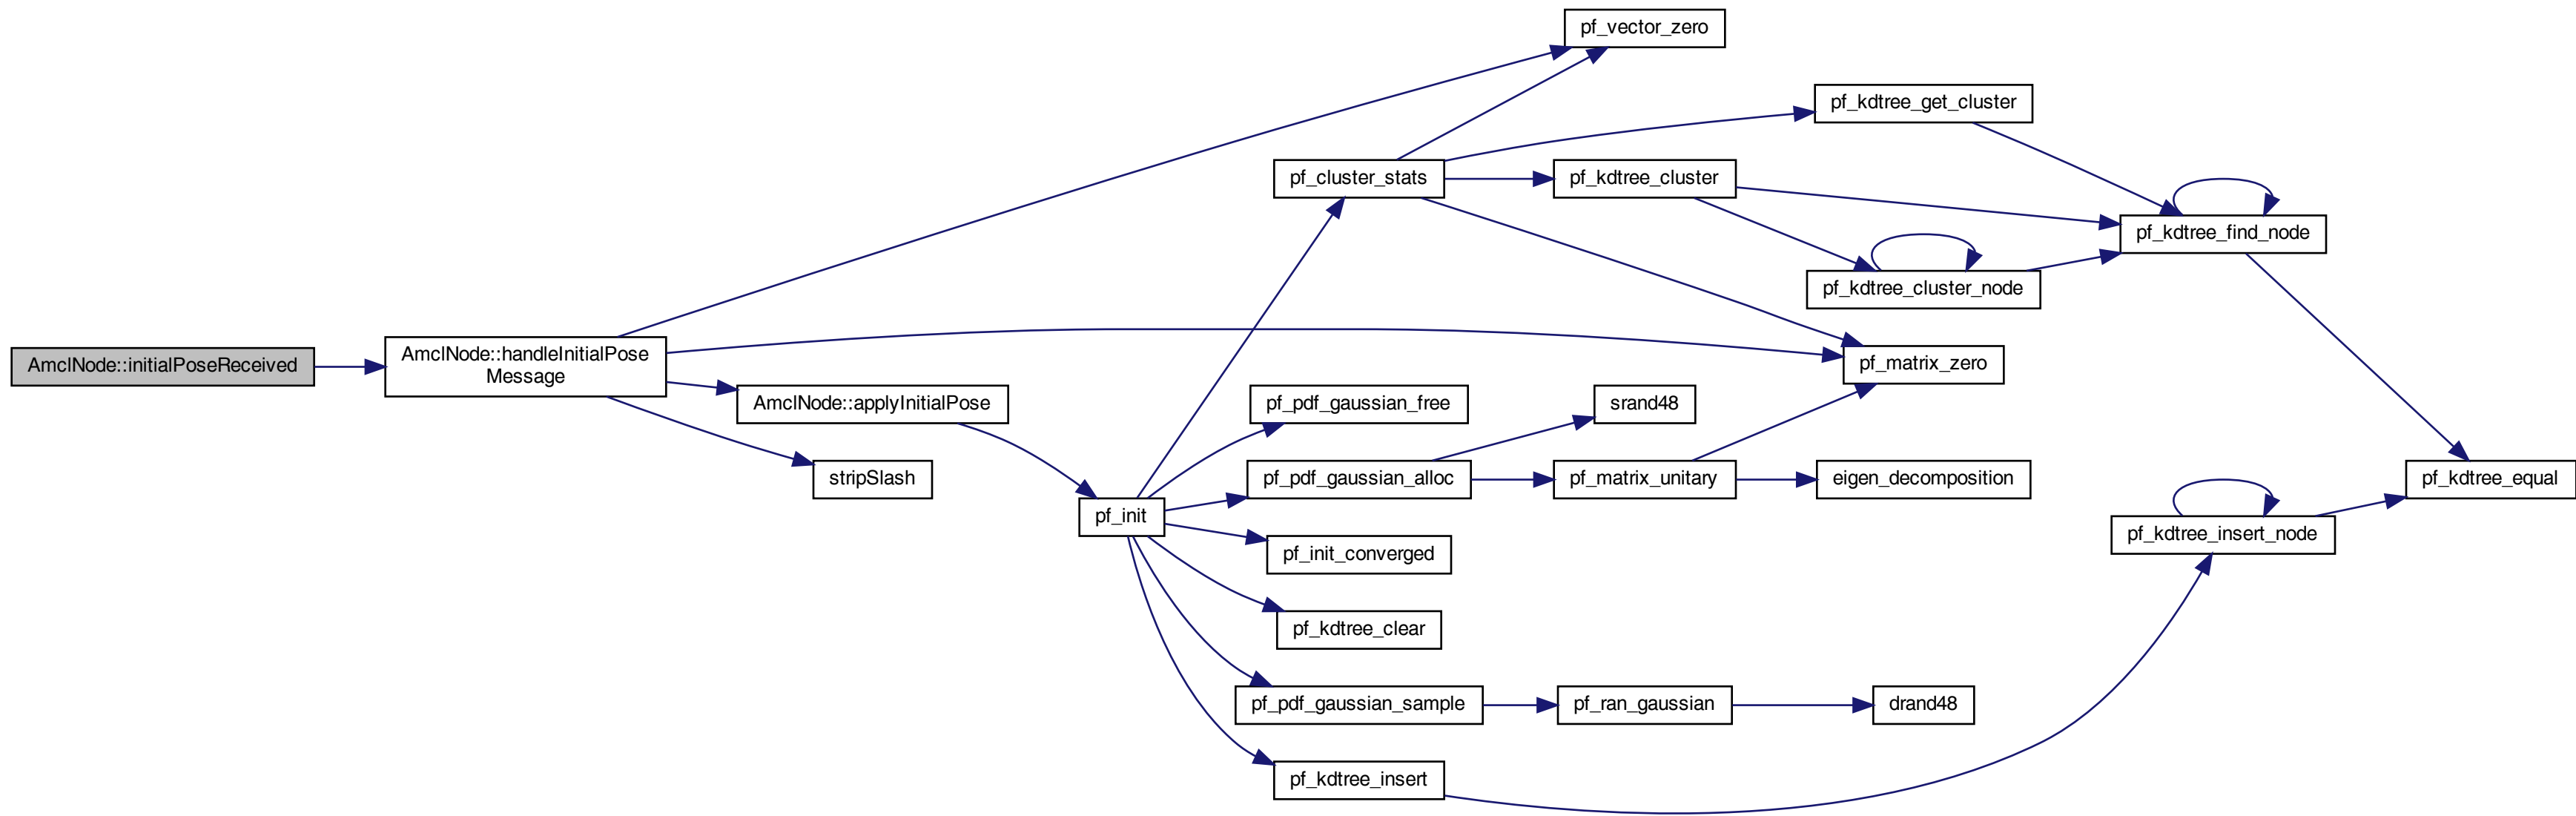 pf_vector_zero
pf_kdtree_get_cluster
pf_cluster_stats
pf_kdtree_cluster
pf_kdtree_find_node
pf_kdtree_cluster_node
AmclNode::initialPoseReceived
AmclNode::handleInitialPose
Message
pf_matrix_zero
AmclNode::applyInitialPose
pf_pdf_gaussian_free
srand48
stripSlash
pf_pdf_gaussian_alloc
pf_matrix_unitary
eigen_decomposition
pf_kdtree_equal
pf_init
pf_kdtree_insert_node
pf_init_converged
pf_kdtree_clear
pf_pdf_gaussian_sample
pf_ran_gaussian
drand48
pf_kdtree_insert